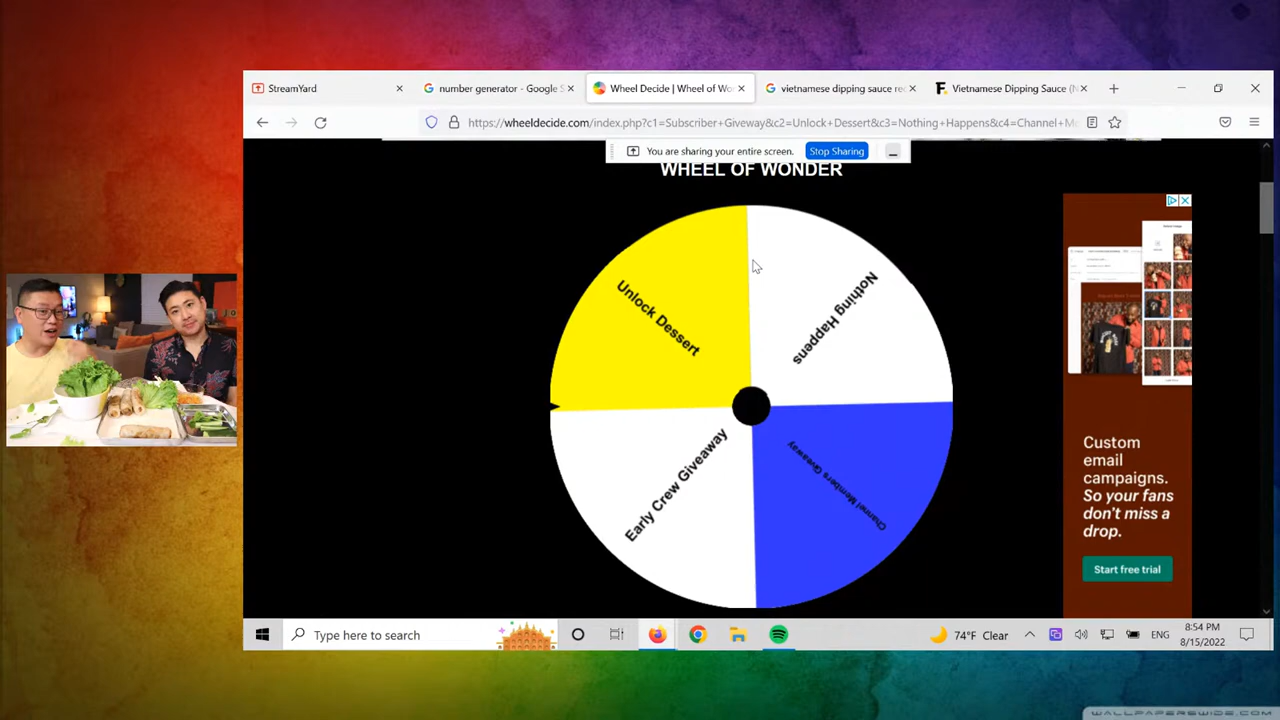 StreamYard
number generator - Google S
Wheel Decide | Wheel of Wo
vietnamese dipping sauce re
Vietnamese Dipping Sauce (N
https://wheeldecide.com/index.php?c1=Subscriber+Giveway&c2=Unlock+Dessert&c3=Nothing+Happens&c4=Channel+Me
You are sharing your entire screen.
Stop Sharing
WHEEL OF WONDER
Unlock Dessert
Nothing Happens
Early Crew Giveaway
Channel Members Giveaway
Custom
email
campaigns.
So your fans
don't miss a
drop.
Start free trial
Type here to search
74°F Clear
ENG
8:54 PM
8/15/2022
WALLPAPERSWIDE.COM